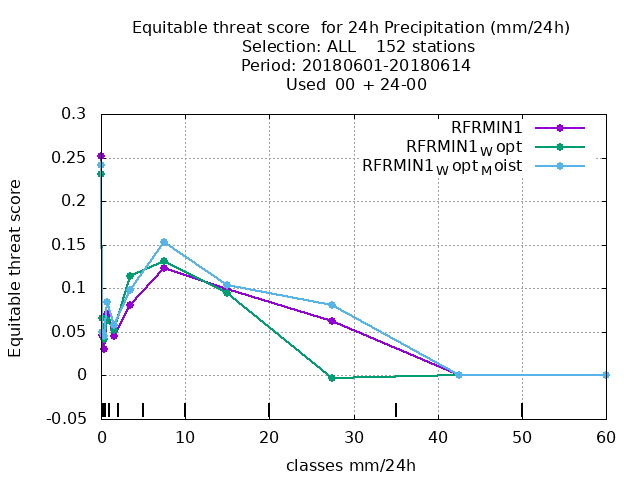 Equitable threat score  for 24h Precipitation (mm/24h)
Selection: ALL    152 stations
Period: 20180601-20180614
Used  00 + 24-00
RFRMIN1
RFRMIN1W opt
RFRMIN1W optM oist
Equitable threat score
0.3
0.25
0.2
0.15
0.1
0.05
0
-0.05
0 10 20 30 40 50 60
classes mm/24h